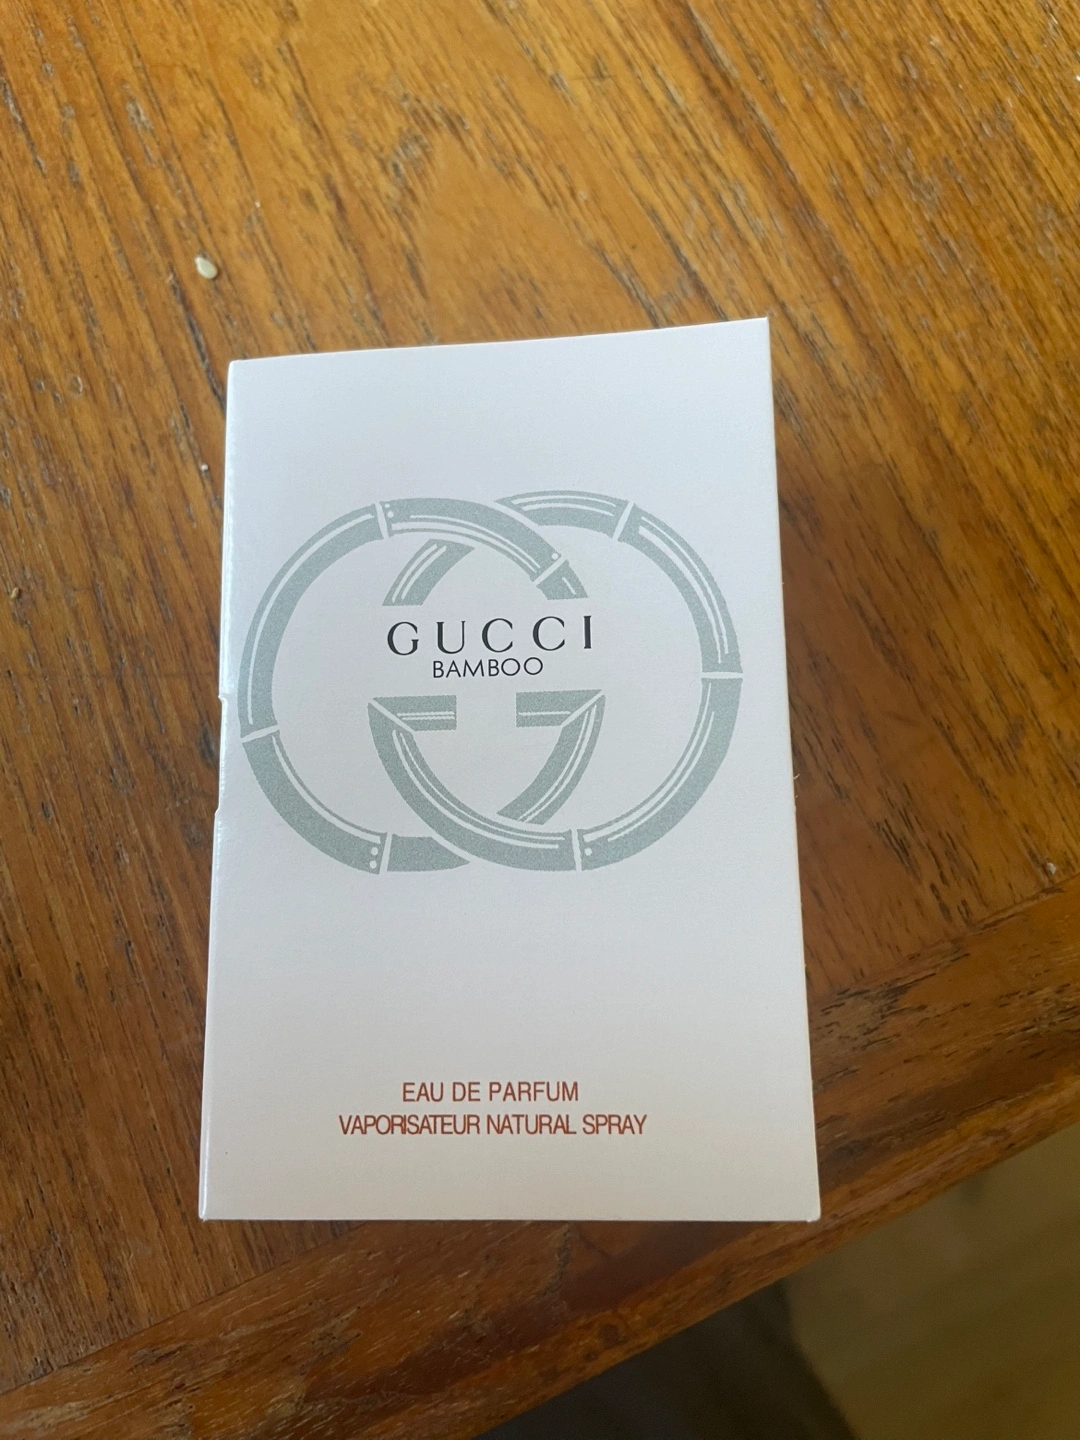 GUCCI
BAMBOO
EAU DE PARFUM
VAPORISATEUR NATURAL SPRAY